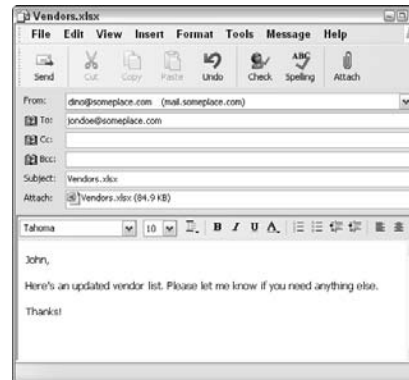 Vendors.xlsx
File Edit View Insert Format Tools Message Help
ABC
Send Cut Copy Paste Undo Check Spelling Attach
From: dino@someplace.com (mail.someplace.com)
To: jondoe@someplace.com
Cc:
Bcc:
Subject: Vendors.xlsx
Attach: Vendors.xlsx (84.9 KB)
Tahoma 10 B I U A
John,
Here's an updated vendor list. Please let me know if you need anything else.
Thanks!